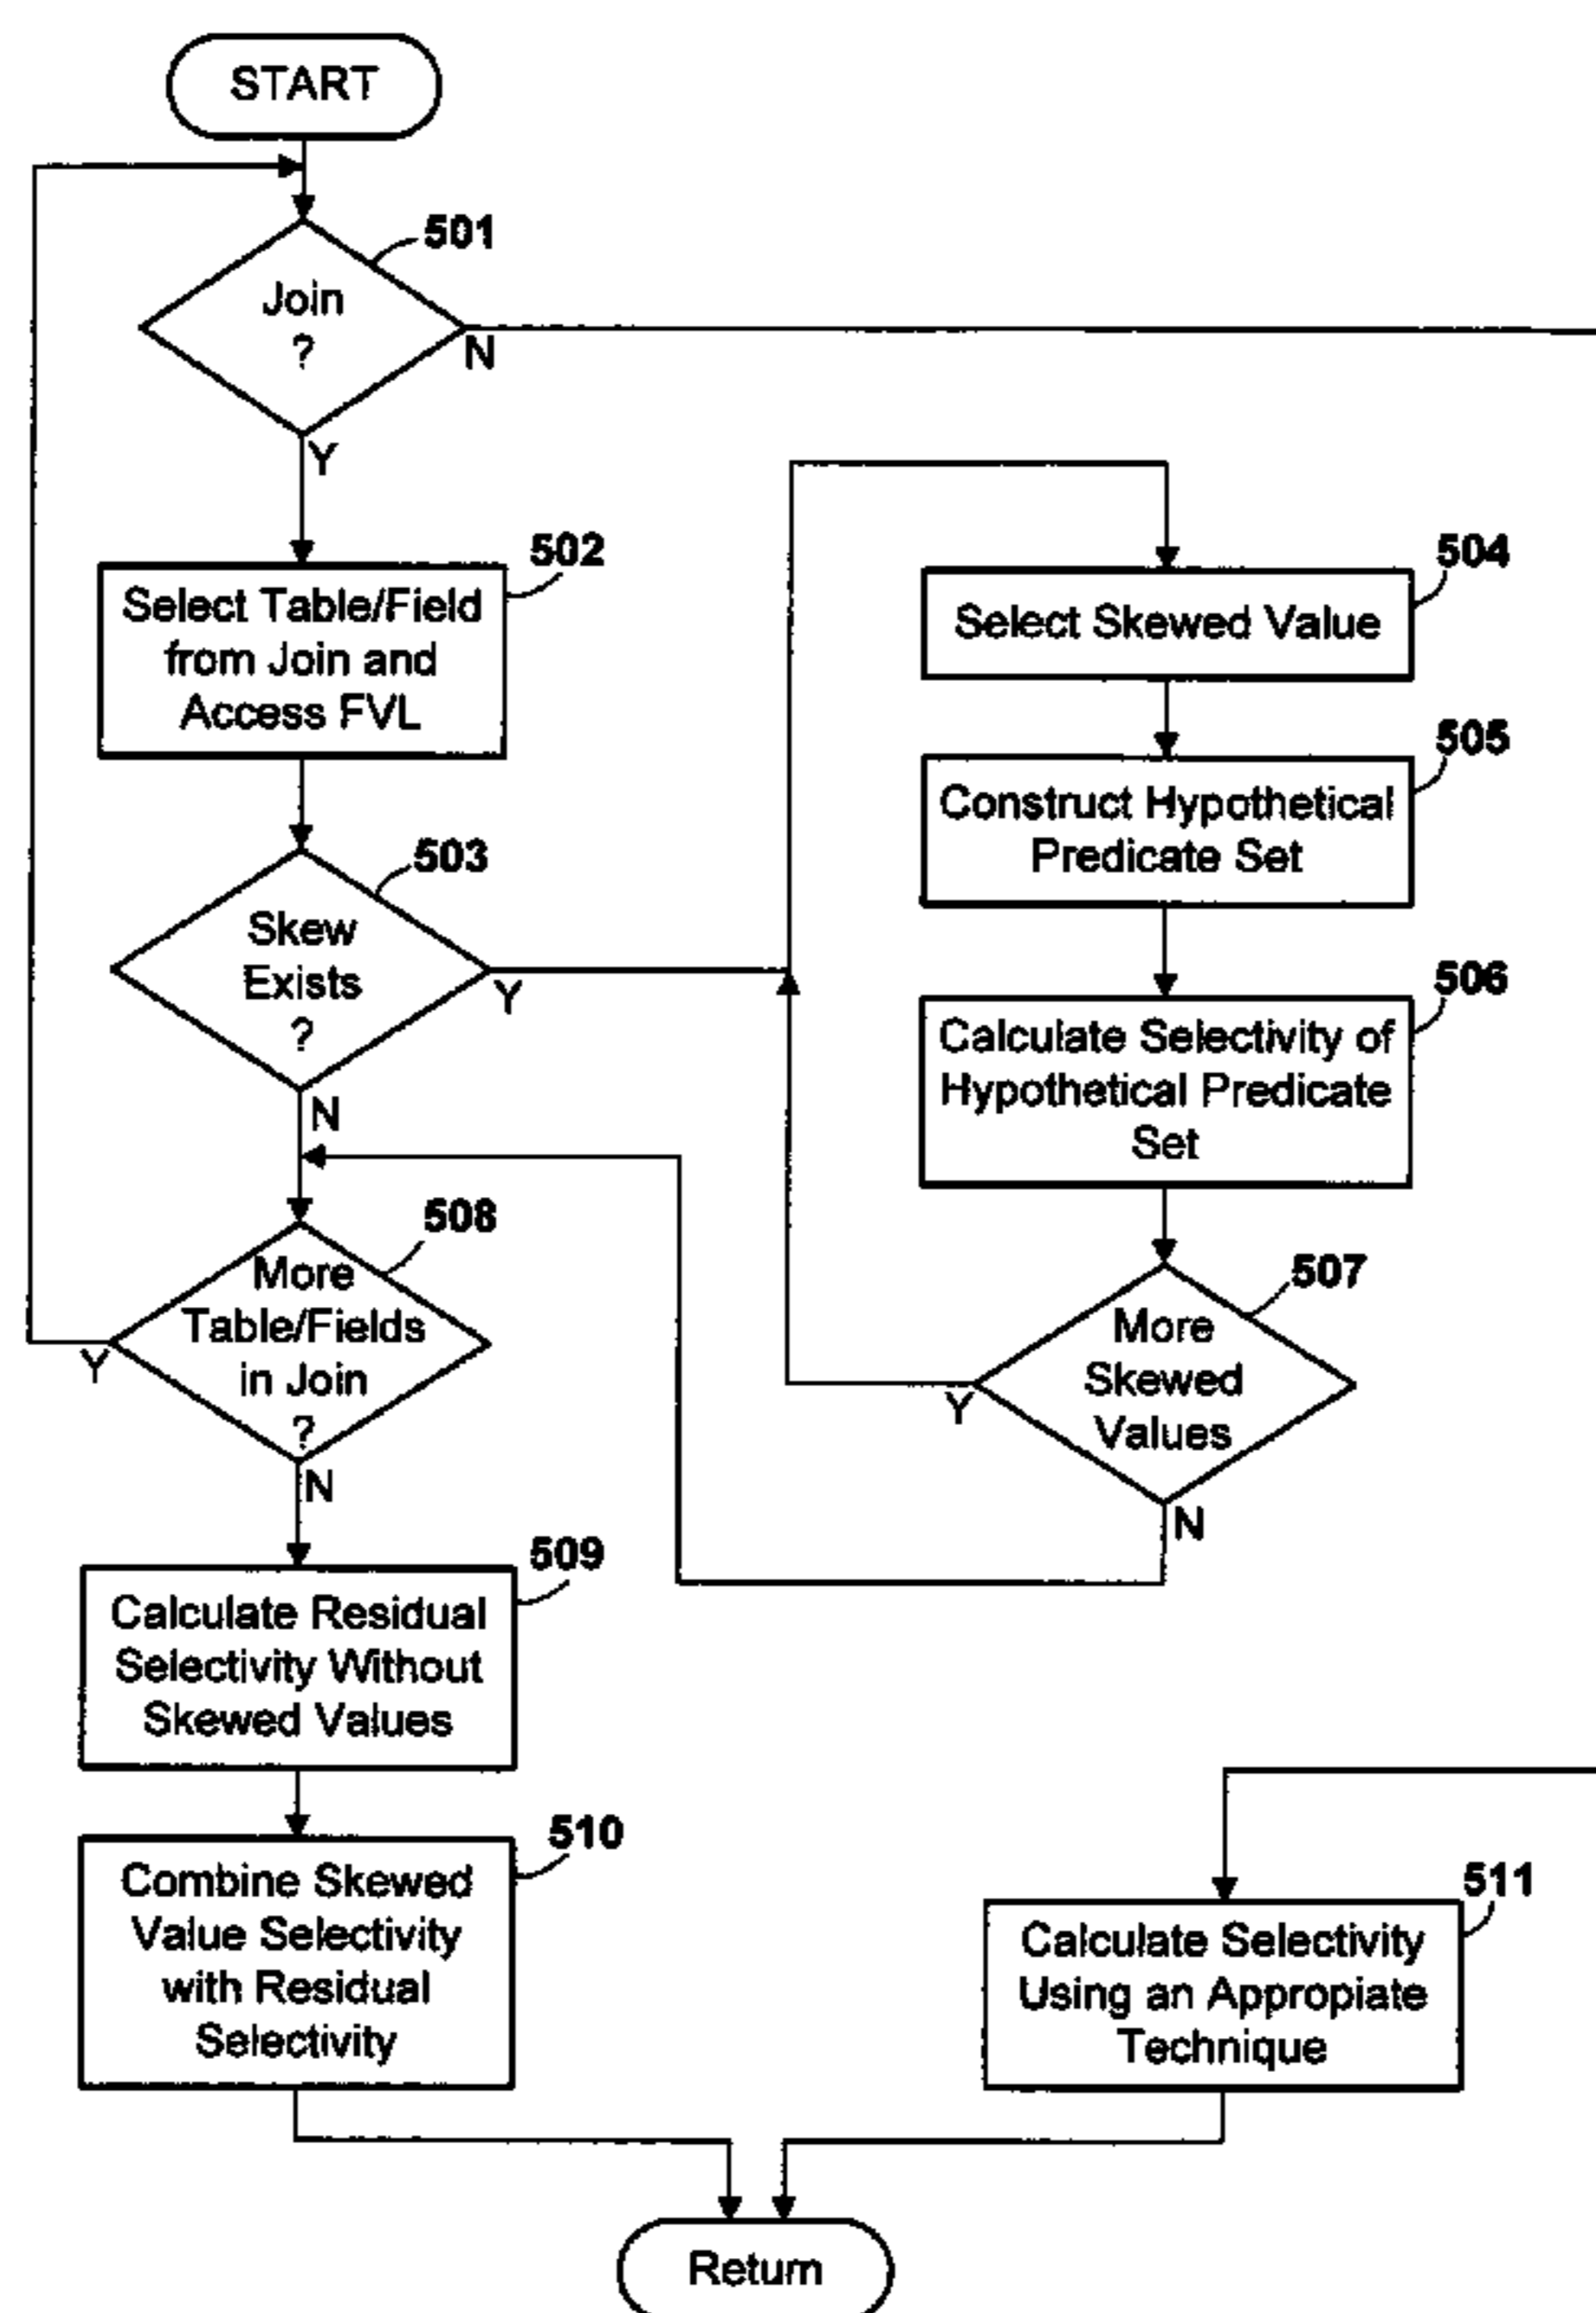 START
501
Join
?
N
Y
502
Select Table/Field
from Join and
Access FVL
503
Skew
Exists
?
Y
N
504
Select Skewed Value
505
Construct Hypothetical
Predicate Set
506
Calculate Selectivity of
Hypothetical Predicate
Set
507
More
Skewed
Values
Y
N
508
More
Table/Fields
in Join
?
Y
N
509
Calculate Residual
Selectivity Without
Skewed Values
510
Combine Skewed
Value Selectivity
with Residual
Selectivity
511
Calculate Selectivity
Using an Appropiate
Technique
Return